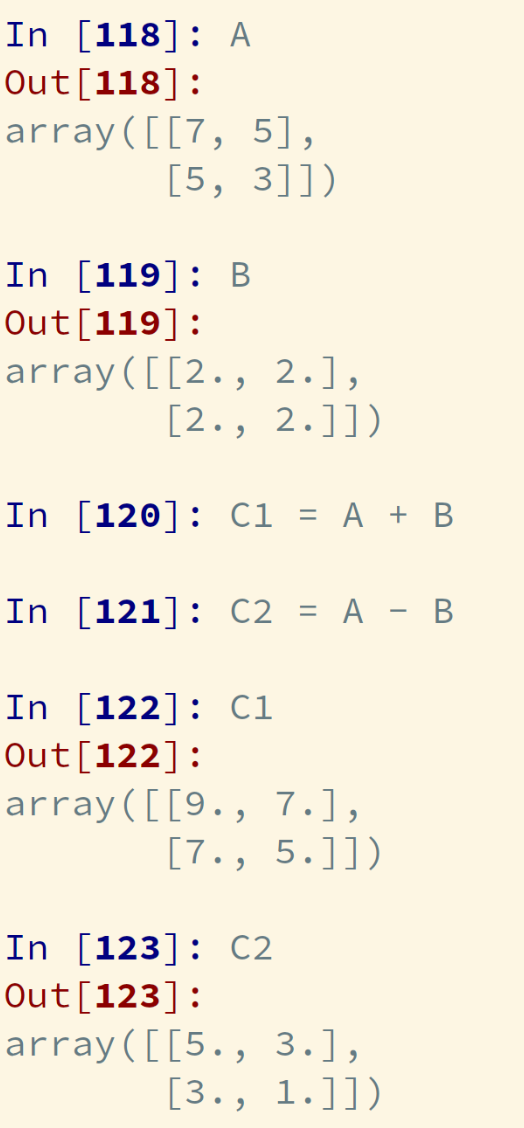 In [118]: A
Out[118]:
array([[7, 5],
       [5, 3]])
In [119]: B
Out[119]:
array([[2., 2.],
       [2., 2.]])
In [120]: C1 = A + B
In [121]: C2 = A - B
In [122]: C1
Out[122]:
array([[9., 7.],
       [7., 5.]])
In [123]: C2
Out[123]:
array([[5., 3.],
       [3., 1.]])